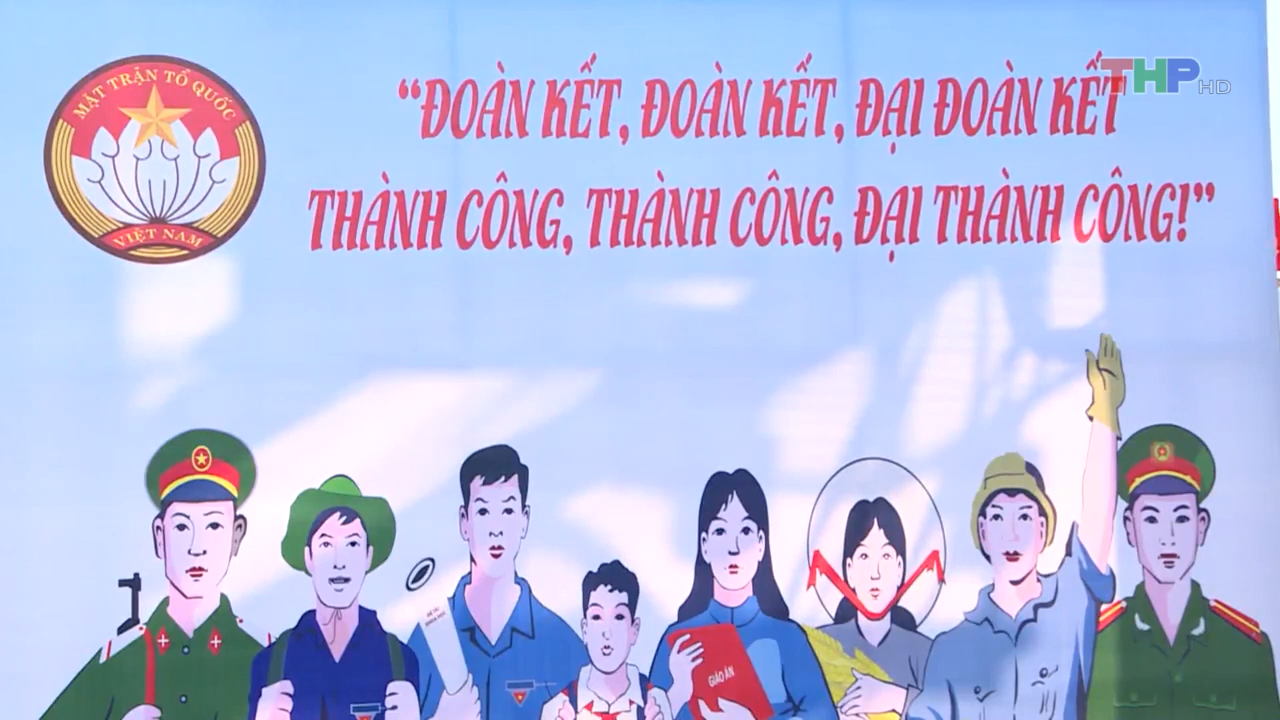 MẶT TRẬN TỔ QUỐC
VIỆT NAM
“ĐOÀN KẾT, ĐOÀN KẾT, ĐẠI ĐOÀN KẾT
THÀNH CÔNG, THÀNH CÔNG, ĐẠI THÀNH CÔNG!”
THP HD
GIÁO ÁN